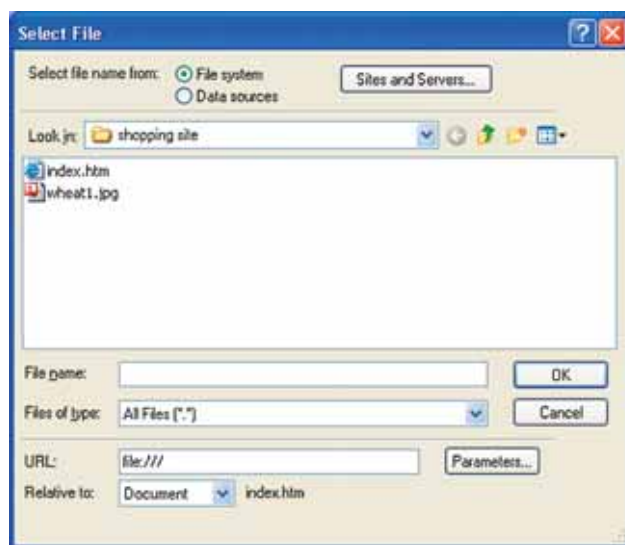 Select File
Select file name from: File system Sites and Servers...
Data sources
Look in: shopping site
index.htm
wheat1.jpg
File name: OK
Files of type: All Files (*.*) Cancel
URL: file:/// Parameters...
Relative to: Document index.htm